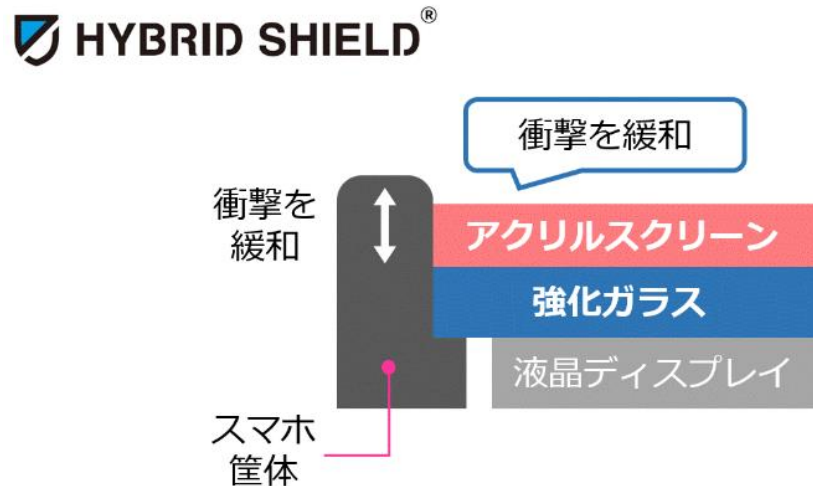 HYBRID SHIELD®
衝撃を緩和
衝撃を
緩和
アクリルスクリーン
強化ガラス
液晶ディスプレイ
スマホ
筐体